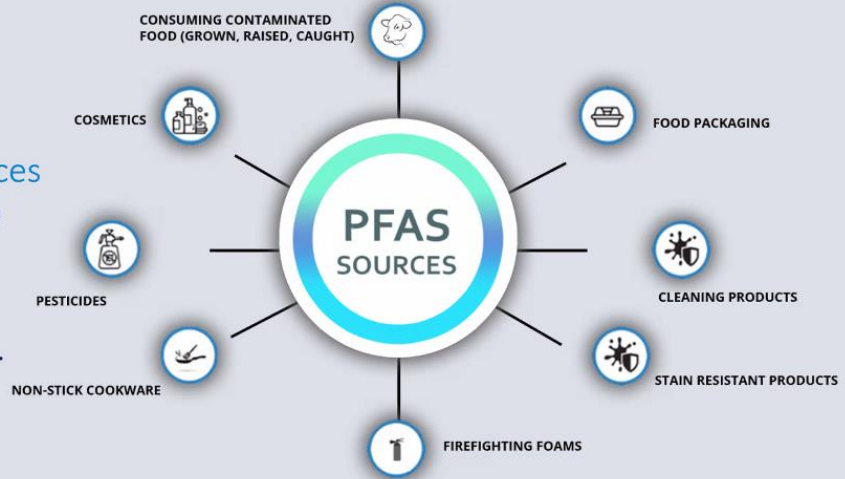 CONSUMING CONTAMINATED
FOOD (GROWN, RAISED, CAUGHT)
COSMETICS
FOOD PACKAGING
ces
PFAS
SOURCES
PESTICIDES
CLEANING PRODUCTS
NON-STICK COOKWARE
STAIN RESISTANT PRODUCTS
FIREFIGHTING FOAMS